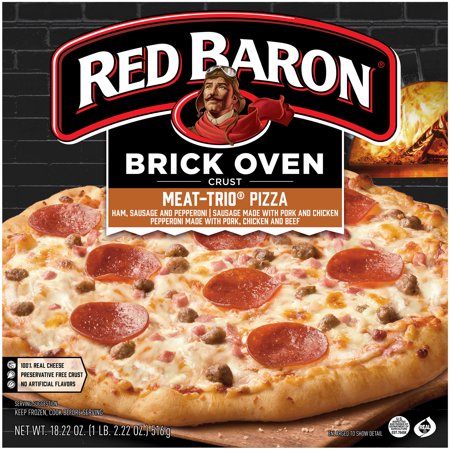 RED BARON®
BRICK OVEN
CRUST
MEAT-TRIO® PIZZA
HAM, SAUSAGE AND PEPPERONI | SAUSAGE MADE WITH PORK AND CHICKEN
PEPPERONI MADE WITH PORK, CHICKEN AND BEEF
100% REAL CHEESE
PRESERVATIVE FREE CRUST
NO ARTIFICIAL FLAVORS
SERVING SUGGESTION
KEEP FROZEN, COOK BEFORE SERVING.
NET WT. 18.22 OZ. (1 LB. 2.22 OZ.) 516g
ENLARGED TO SHOW DETAIL
REAL